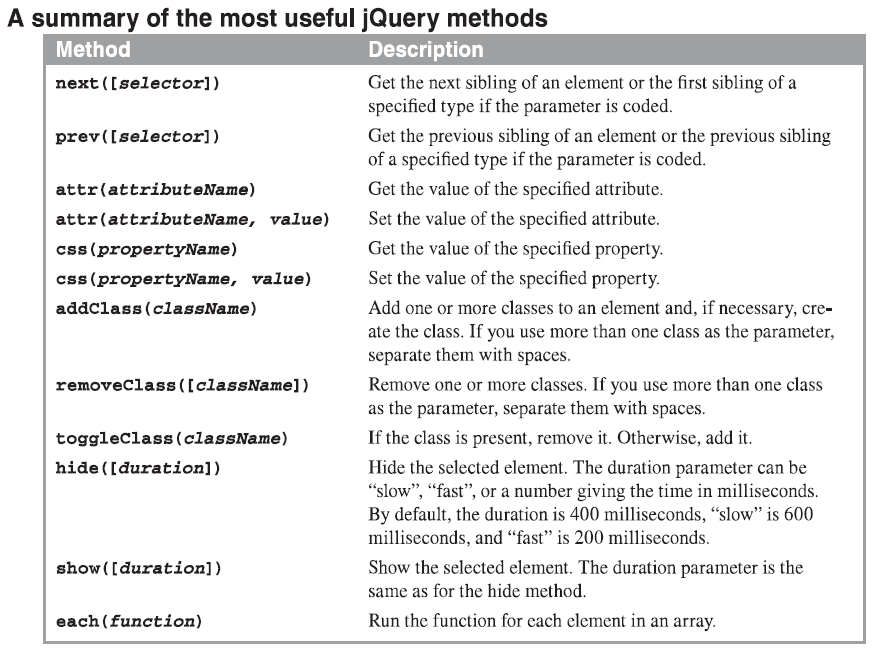 A summary of the most useful jQuery methods
Method Description
next([selector]) Get the next sibling of an element or the first sibling of a
specified type if the parameter is coded.
prev([selector]) Get the previous sibling of an element or the previous sibling
of a specified type if the parameter is coded.
attr(attributeName) Get the value of the specified attribute.
attr(attributeName, value) Set the value of the specified attribute.
css(propertyName) Get the value of the specified property.
css(propertyName, value) Set the value of the specified property.
addClass(className) Add one or more classes to an element and, if necessary, cre-
ate the class. If you use more than one class as the parameter,
separate them with spaces.
removeClass([className]) Remove one or more classes. If you use more than one class
as the parameter, separate them with spaces.
toggleClass(className) If the class is present, remove it. Otherwise, add it.
hide([duration]) Hide the selected element. The duration parameter can be
“slow”, “fast”, or a number giving the time in milliseconds.
By default, the duration is 400 milliseconds, “slow” is 600
milliseconds, and “fast” is 200 milliseconds.
show([duration]) Show the selected element. The duration parameter is the
same as for the hide method.
each(function) Run the function for each element in an array.